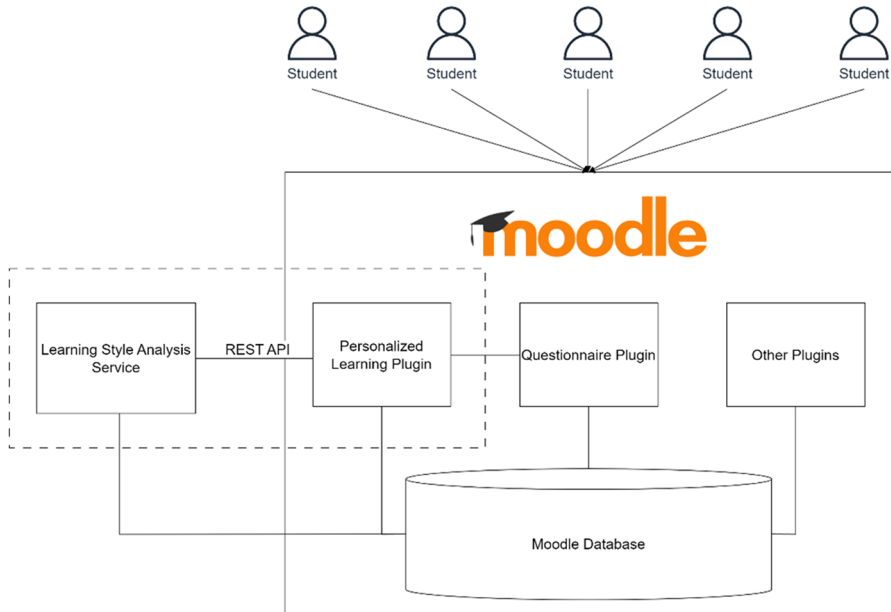 Student Student Student Student Student
moodle
Learning Style Analysis
Service
REST API
Personalized
Learning Plugin
Questionnaire Plugin
Other Plugins
Moodle Database